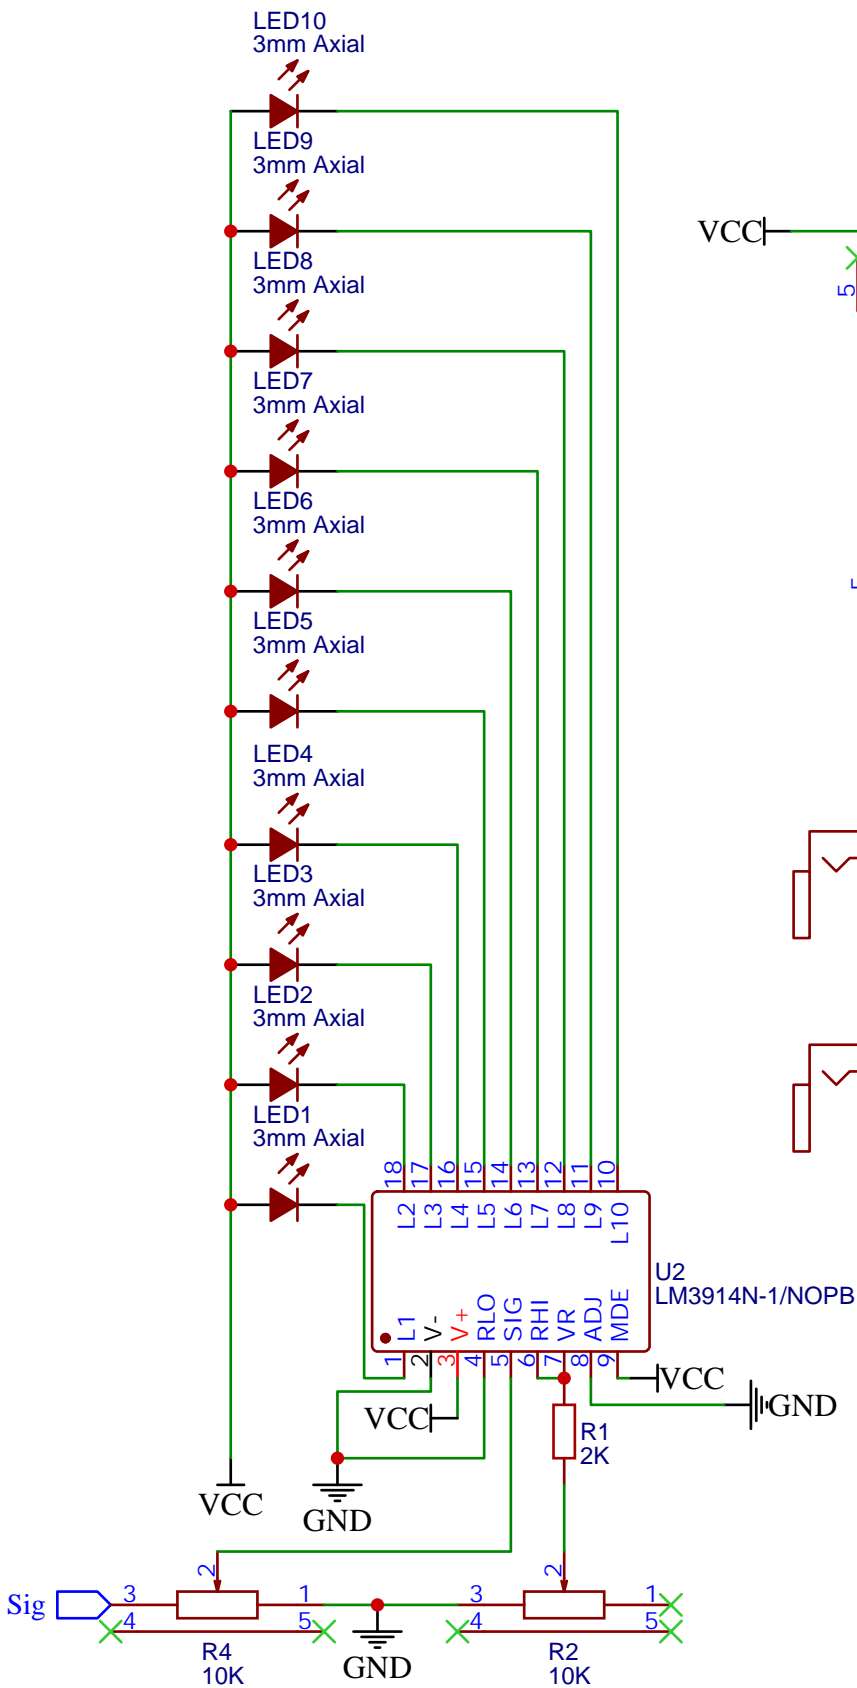 LED10
3mm Axial
LED9
3mm Axial
VCC
LED8
3mm Axial
5
LED7
3mm Axial
LED6
3mm Axial
LED5
3mm Axial
LED4
3mm Axial
LED3
3mm Axial
LED2
3mm Axial
LED1
3mm Axial
18 17 16 15 14 13 12 11 10
L2 L3 L4 L5 L6 L7 L8 L9 L10
U2
LM3914N-1/NOPB
L1 V- V+ RLO SIG RHI VR ADJ MDE
1 2 3 4 5 6 7 8 9
VCC
VCC
GND
R1
2K
VCC
GND
Sig
3 2 1
4 5
R4
10K
GND
3 2 1
4 5
R2
10K